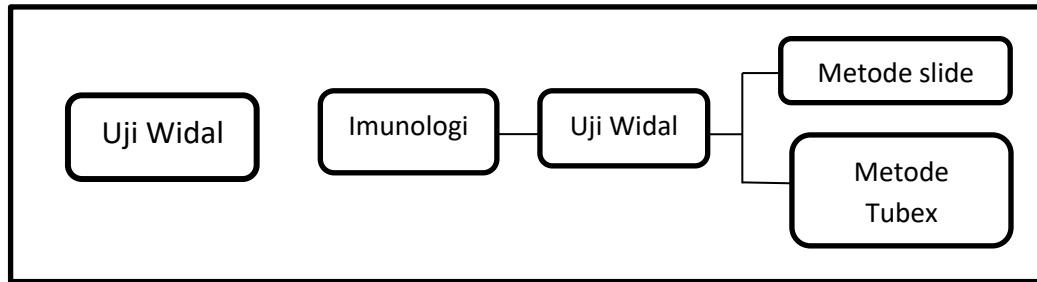 Uji Widal
Imunologi
Uji Widal
Metode slide
Metode
Tubex